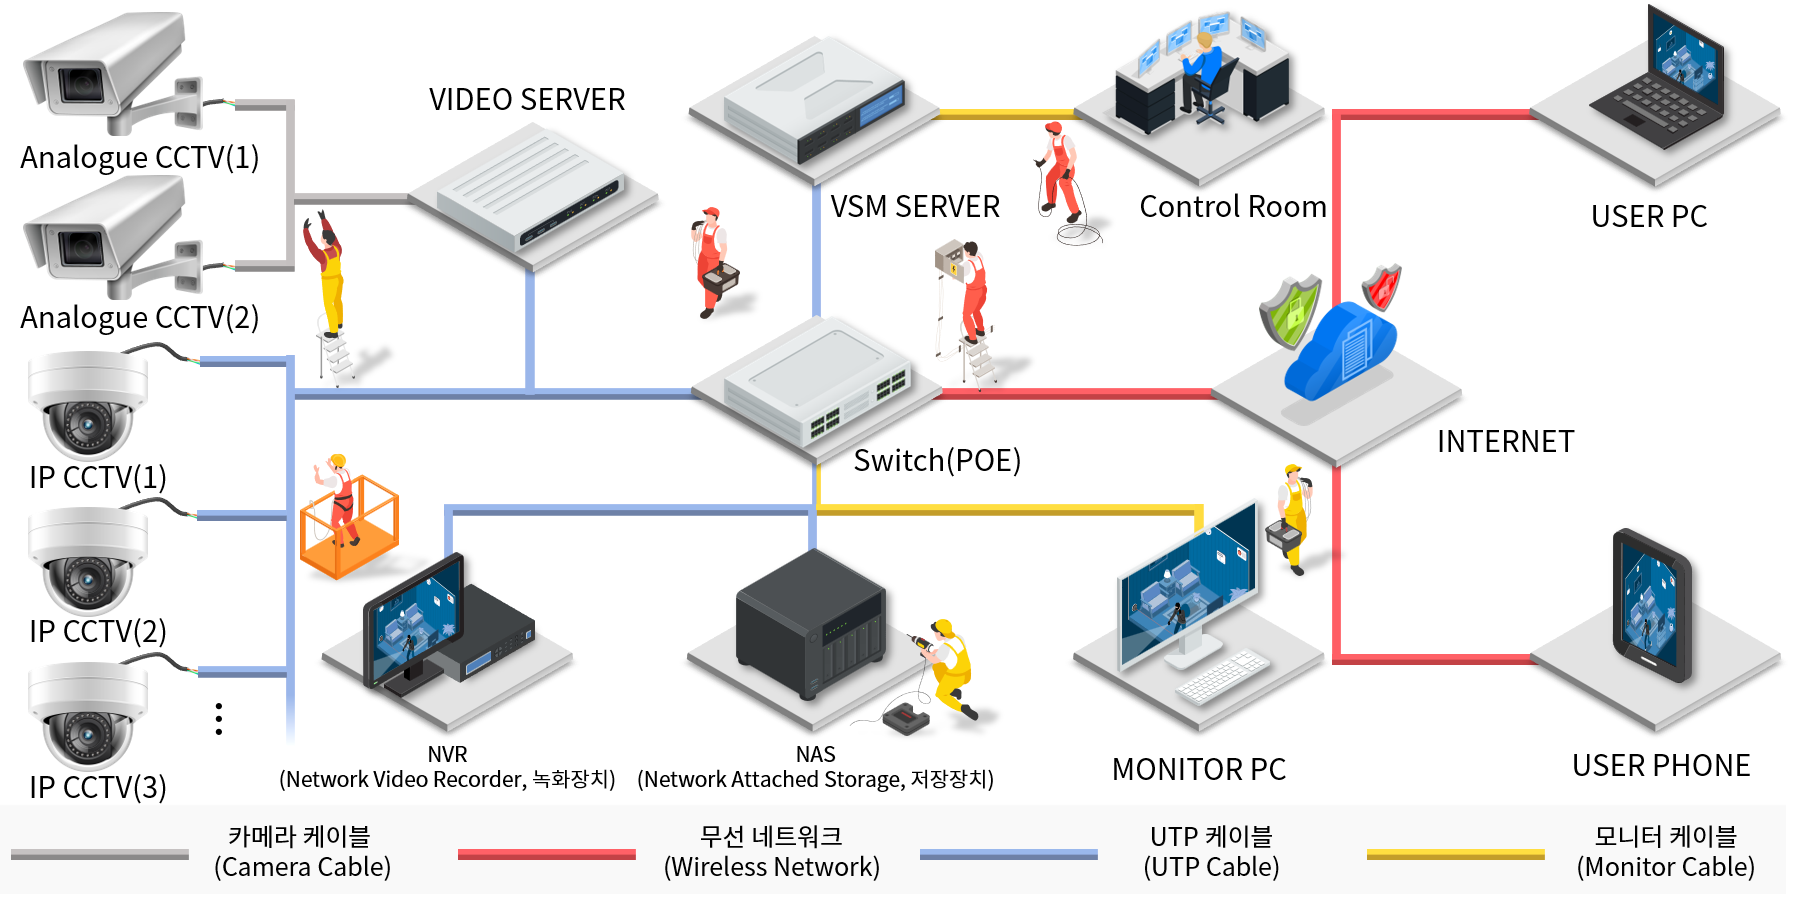 VIDEO SERVER
Analogue CCTV(1)
VSM SERVER
Control Room
USER PC
Analogue CCTV(2)
INTERNET
Switch(POE)
IP CCTV(1)
IP CCTV(2)
NVR
(Network Video Recorder, 녹화장치)
NAS
(Network Attached Storage, 저장장치)
MONITOR PC
USER PHONE
IP CCTV(3)
카메라 케이블
(Camera Cable)
무선 네트워크
(Wireless Network)
UTP 케이블
(UTP Cable)
모니터 케이블
(Monitor Cable)